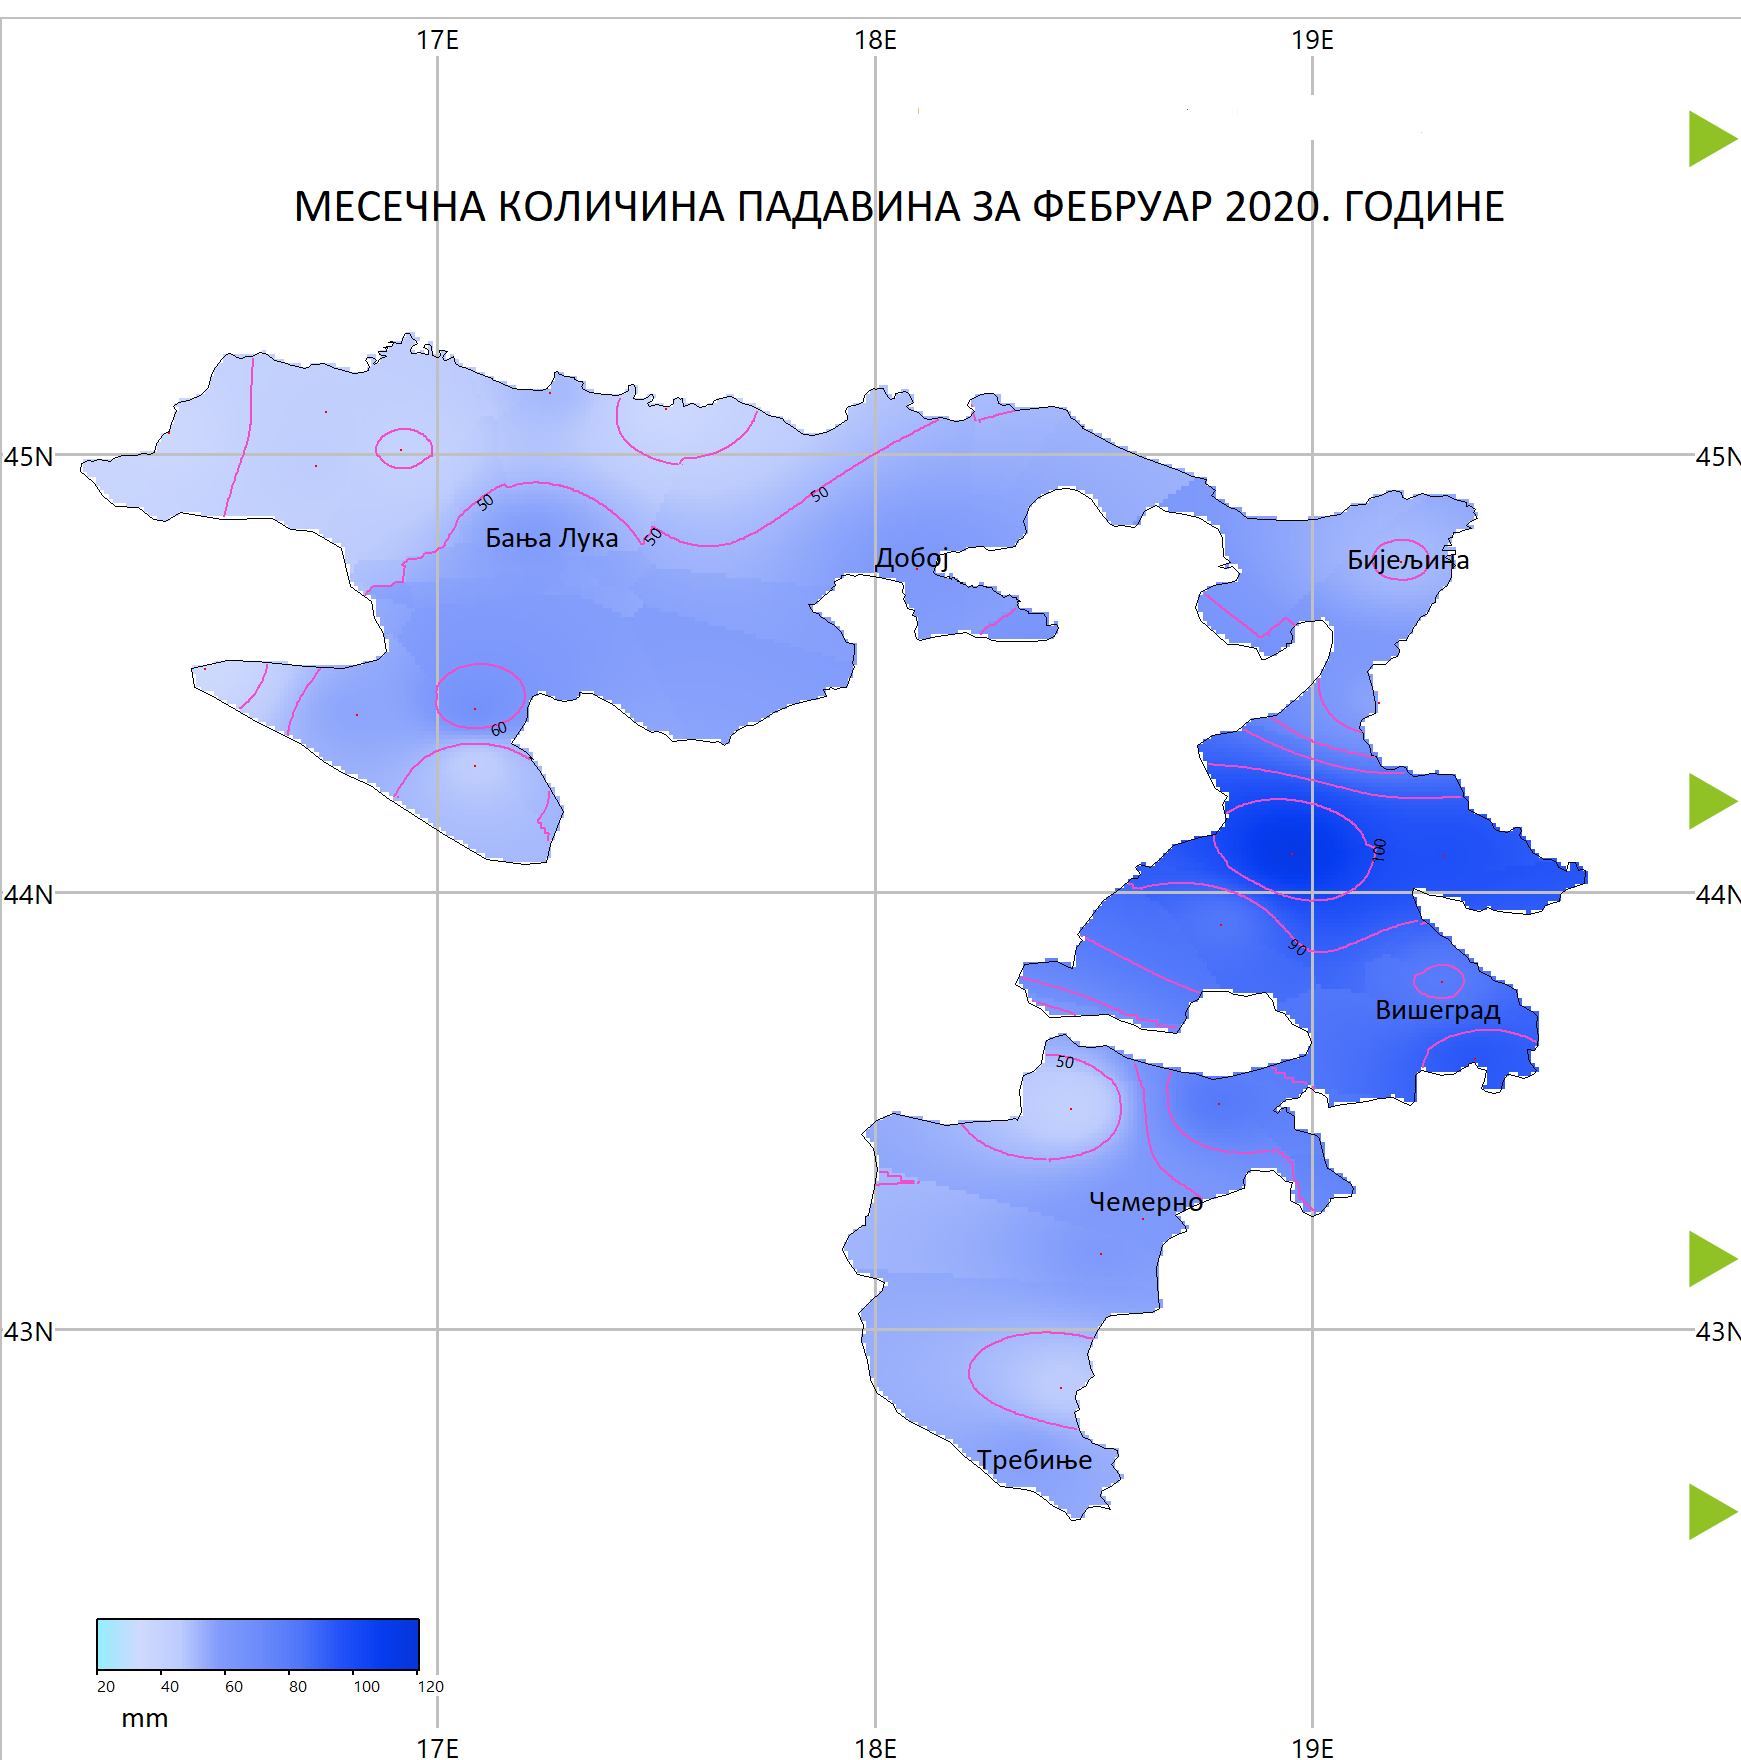 17E 18E 19E
МЕСЕЧНА КОЛИЧИНА ПАДАВИНА ЗА ФЕБРУАР 2020. ГОДИНЕ
45N 45N
50 50
Бања Лука 50
Добој Бијељина
60
100
44N 44N
90
Вишеград
50
Чемерно
43N 43N
Требиње
20 40 60 80 100 120
mm
17E 18E 19E